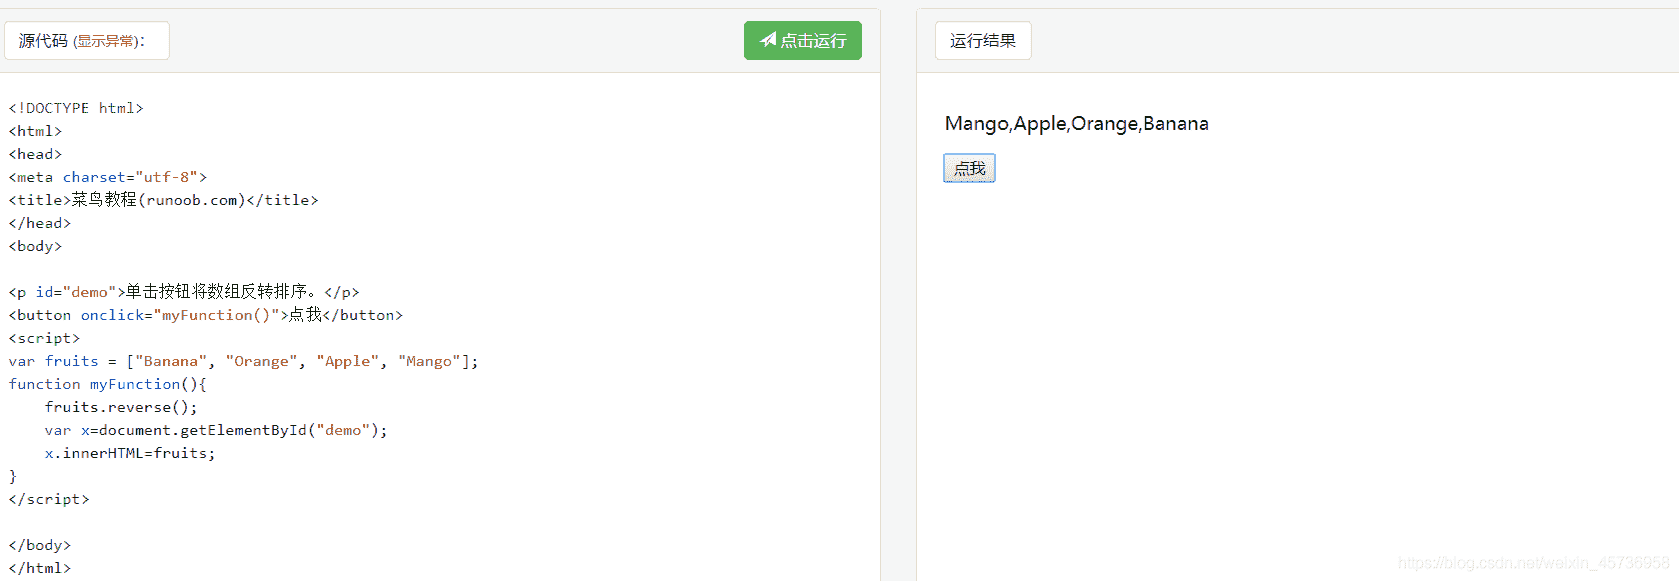 源代码 (显示异常)：
点击运行
<!DOCTYPE html>
<html>
<head>
<meta charset="utf-8">
<title>菜鸟教程(runoob.com)</title>
</head>
<body>
<p id="demo">单击按钮将数组反转排序。</p>
<button onclick="myFunction()">点我</button>
<script>
var fruits = ["Banana", "Orange", "Apple", "Mango"];
function myFunction(){
    fruits.reverse();
    var x=document.getElementById("demo");
    x.innerHTML=fruits;
}
</script>
</body>
</html>
运行结果
Mango,Apple,Orange,Banana
点我
https://blog.csdn.net/weixin_45736958